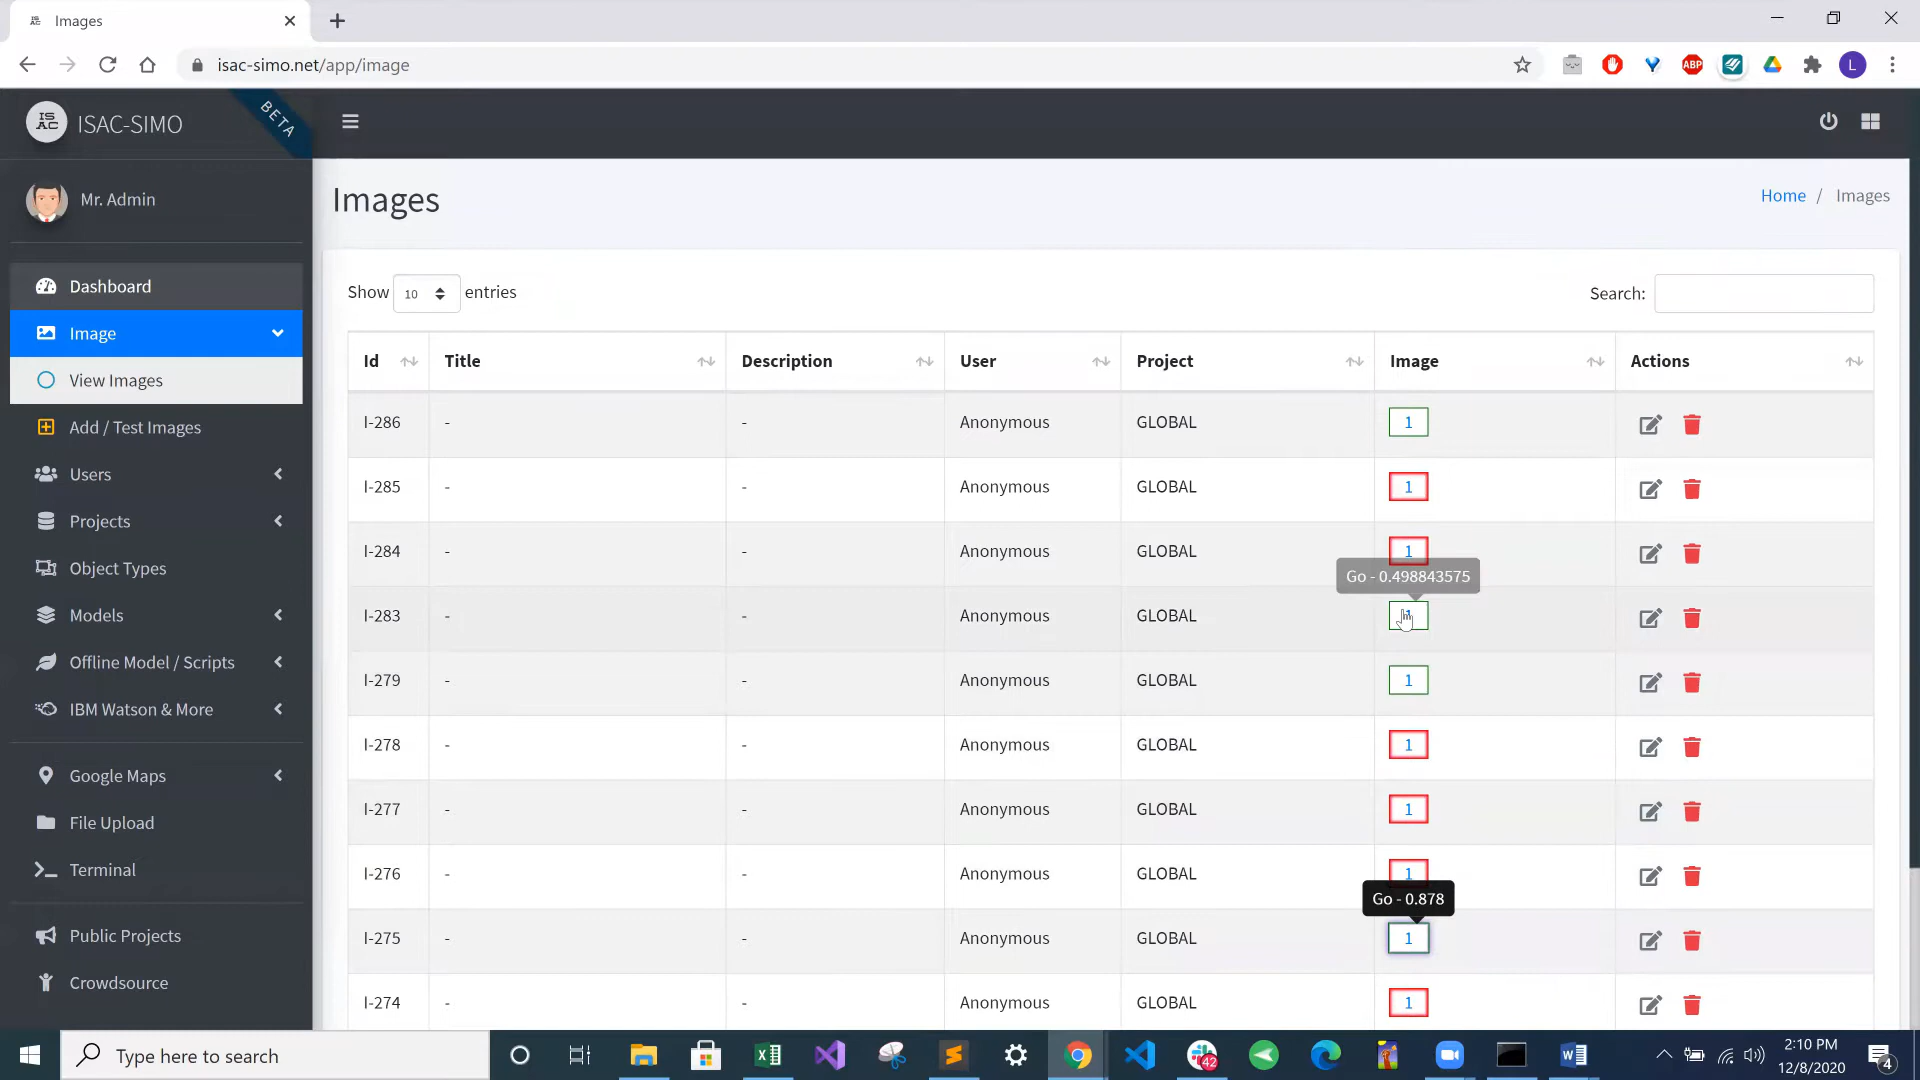 Images
isac-simo.net/app/image
ABP
L
IS
AC
ISAC-SIMO
BETA
Mr. Admin
Dashboard
Image
View Images
Add / Test Images
Users
Projects
Object Types
Models
Offline Model / Scripts
IBM Watson & More
Google Maps
File Upload
Terminal
Public Projects
Crowdsource
Images
Home / Images
Show 10 entries
Search:
Id Title Description User Project Image Actions
I-286 - - Anonymous GLOBAL 1
I-285 - - Anonymous GLOBAL 1
I-284 - - Anonymous GLOBAL 1
Go - 0.498843575
I-283 - - Anonymous GLOBAL 1
I-279 - - Anonymous GLOBAL 1
I-278 - - Anonymous GLOBAL 1
I-277 - - Anonymous GLOBAL 1
I-276 - - Anonymous GLOBAL 1
Go - 0.878
I-275 - - Anonymous GLOBAL 1
I-274 - - Anonymous GLOBAL 1
Type here to search
42
2:10 PM
12/8/2020
4